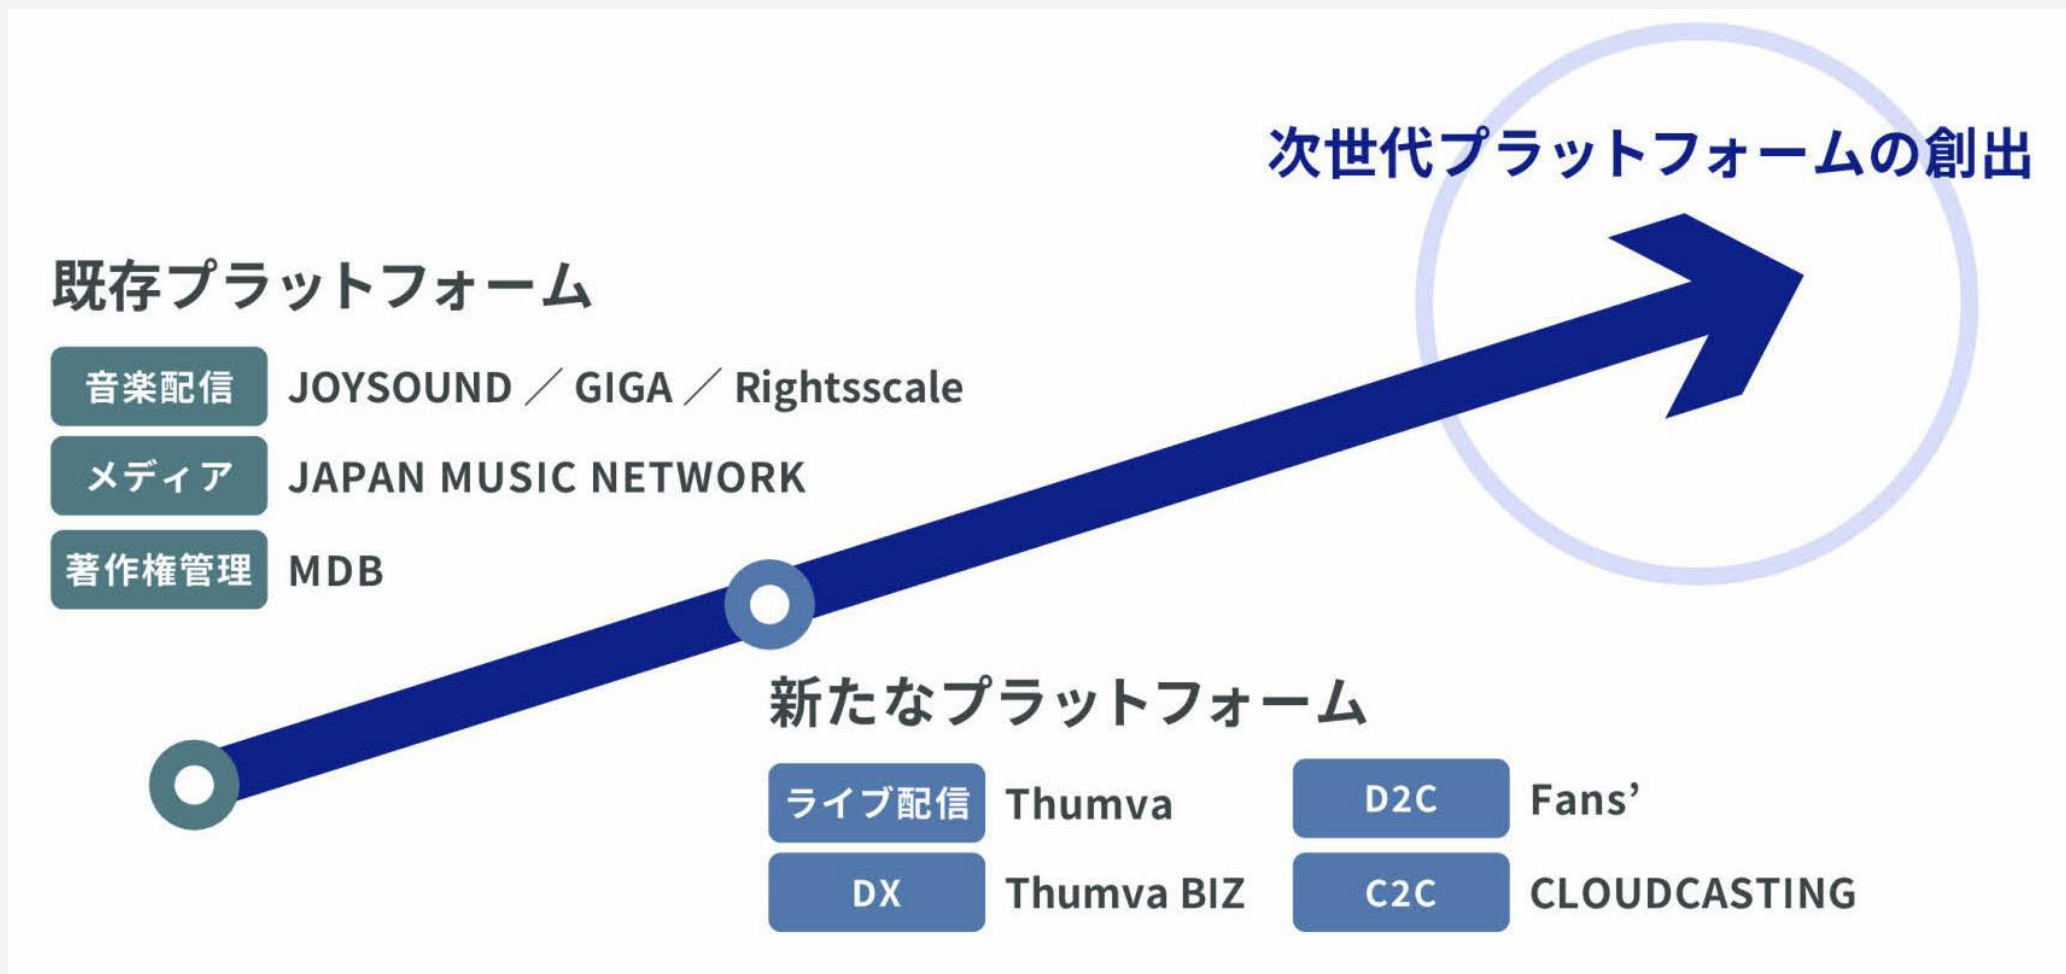 次世代プラットフォームの創出
既存プラットフォーム
音楽配信 JOYSOUND ／ GIGA ／ Rightsscale
メディア JAPAN MUSIC NETWORK
著作権管理 MDB
新たなプラットフォーム
ライブ配信 Thumva D2C Fans’
DX Thumva BIZ C2C CLOUDCASTING